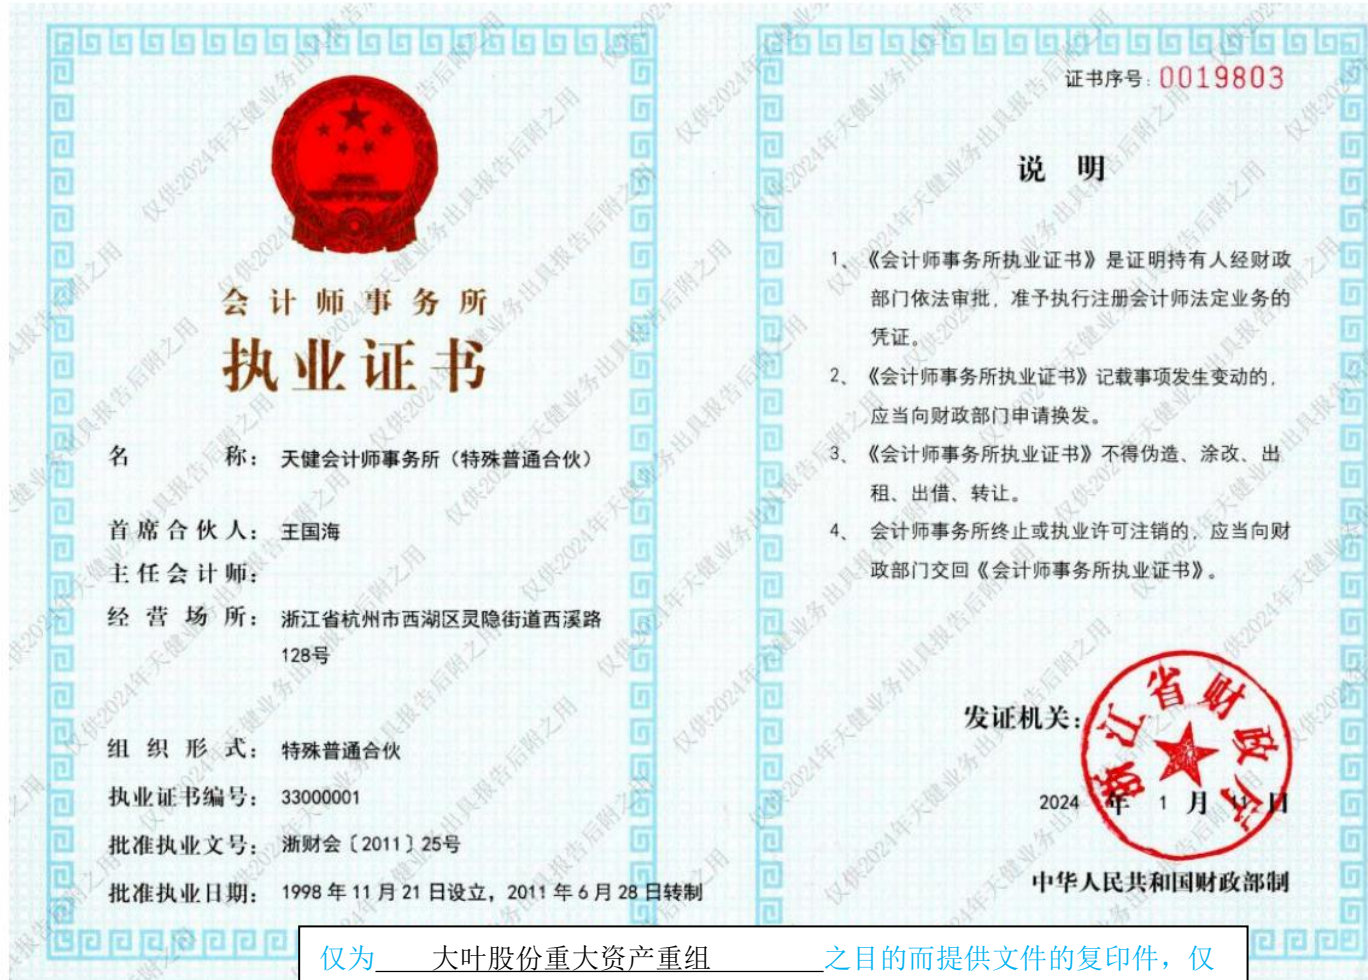 会计师事务所
执业证书
名称：天健会计师事务所（特殊普通合伙）
首席合伙人：王国海
主任会计师：
经营场所：浙江省杭州市西湖区灵隐街道西溪路
128号
组织形式：特殊普通合伙
执业证书编号：33000001
批准执业文号：浙财会〔2011〕25号
批准执业日期：1998年11月21日设立，2011年6月28日转制
证书序号：0019803
说明
1、《会计师事务所执业证书》是证明持有人经财政
部门依法审批，准予执行注册会计师法定业务的
凭证。
2、《会计师事务所执业证书》记载事项发生变动的，
应当向财政部门申请换发。
3、《会计师事务所执业证书》不得伪造、涂改、出
租、出借、转让。
4、会计师事务所终止或执业许可注销的，应当向财
政部门交回《会计师事务所执业证书》。
发证机关：
浙江省财政厅
2024年1月11日
中华人民共和国财政部制
仅为 大叶股份重大资产重组 之目的而提供文件的复印件，仅
仅供2024年天健业务出具报告后附之用